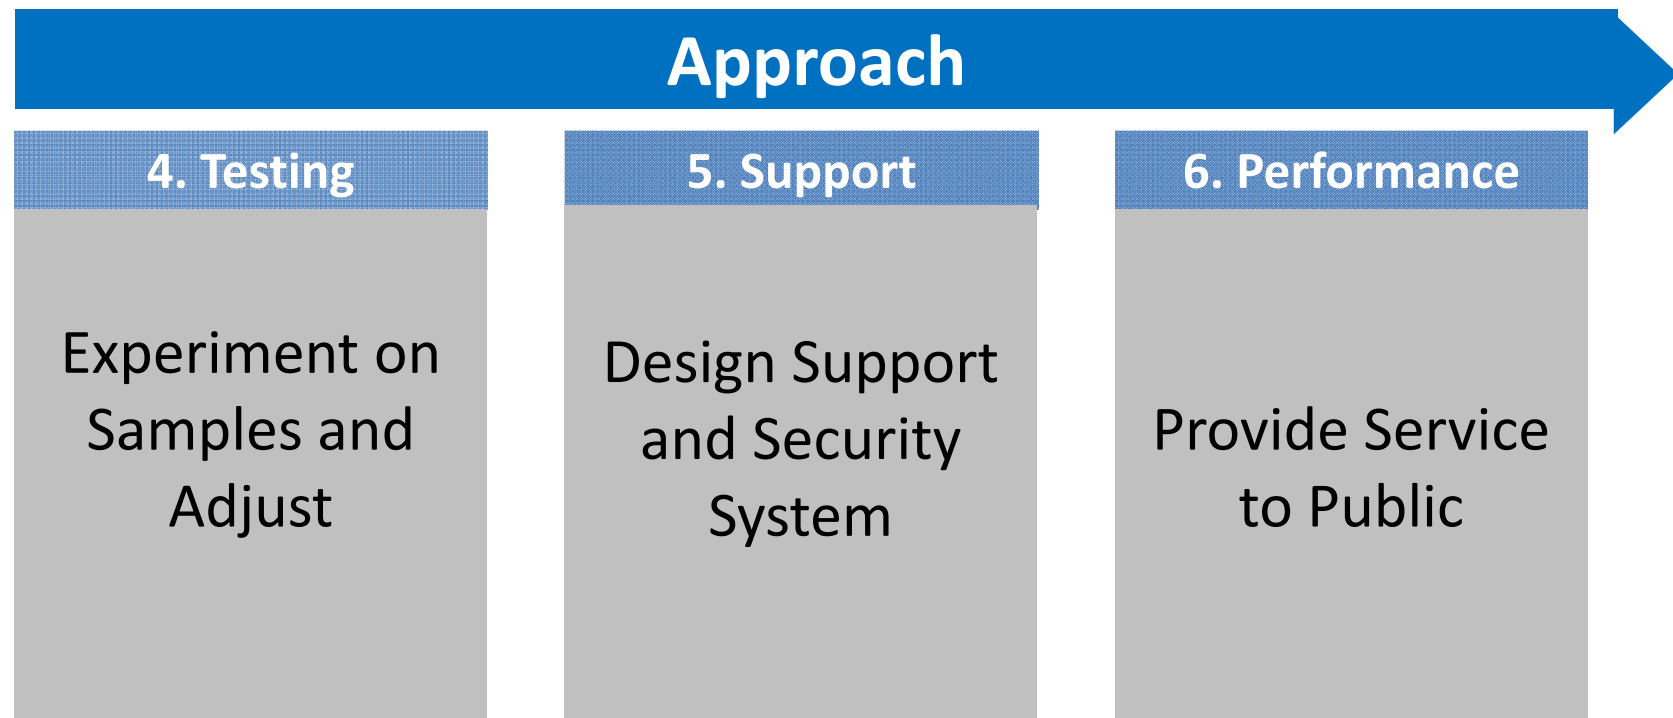 Approach
4. Testing
Experiment on
Samples and
Adjust
5. Support
Design Support
and Security
System
6. Performance
Provide Service
to Public